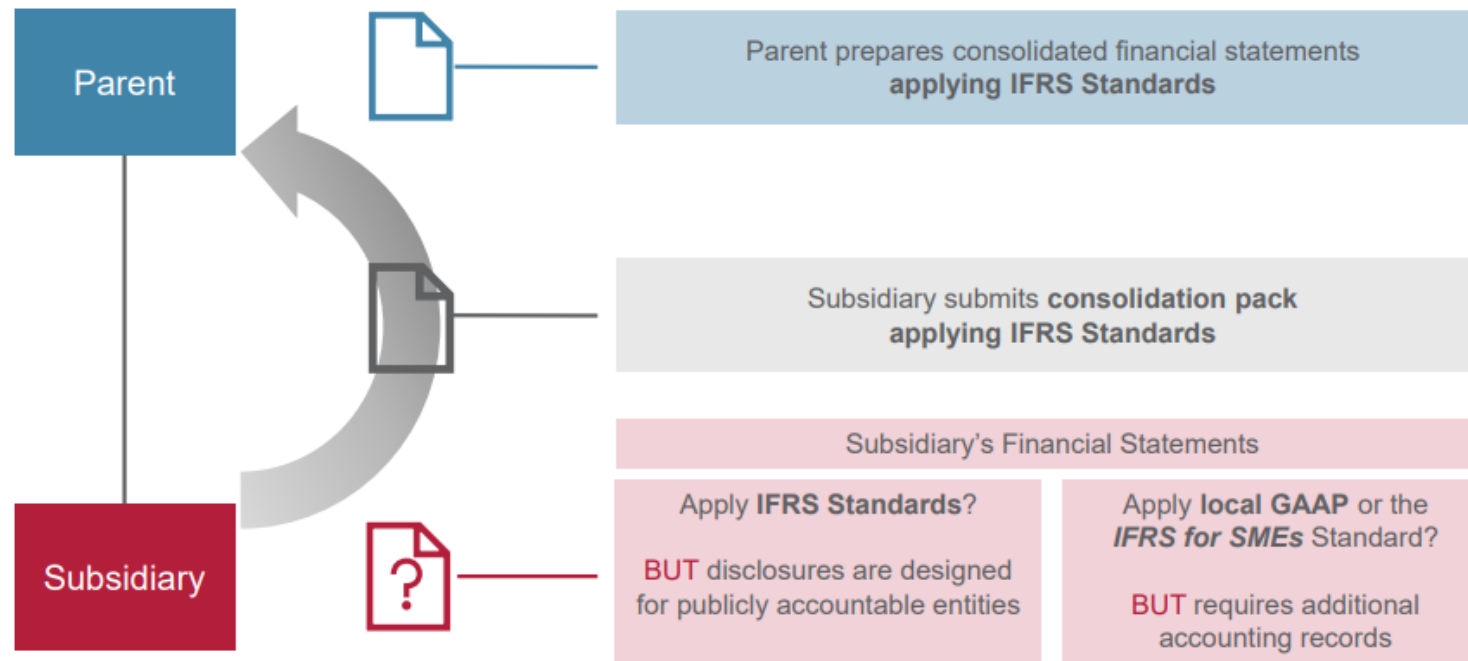 Parent
Parent prepares consolidated financial statements
applying IFRS Standards
Subsidiary submits consolidation pack
applying IFRS Standards
Subsidiary's Financial Statements
Subsidiary
?
Apply IFRS Standards?
BUT disclosures are designed
for publicly accountable entities
Apply local GAAP or the
IFRS for SMEs Standard?
BUT requires additional
accounting records